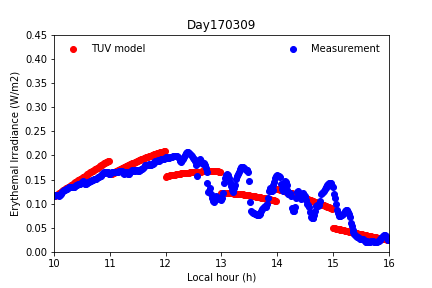 Day170309
TUV model
Measurement
Erythemal Irradiance (W/m2)
0.45
0.40
0.35
0.30
0.25
0.20
0.15
0.10
0.05
0.00
10 11 12 13 14 15 16
Local hour (h)